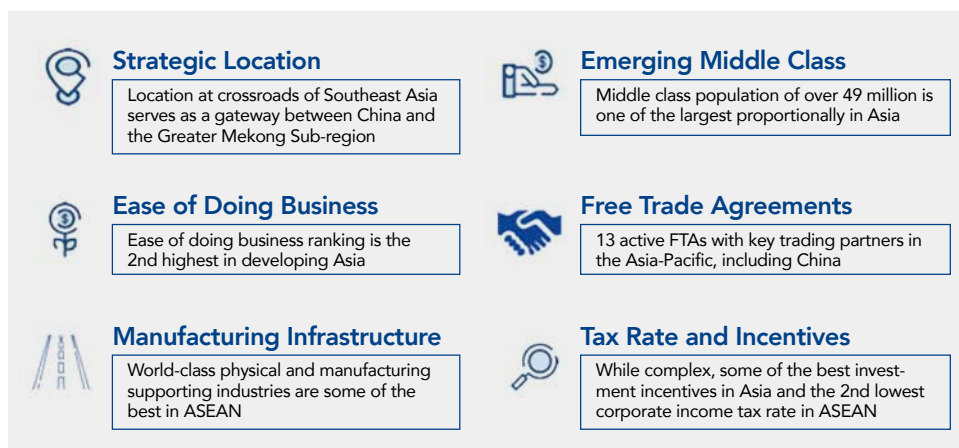 Strategic Location
Location at crossroads of Southeast Asia
serves as a gateway between China and
the Greater Mekong Sub-region
Emerging Middle Class
Middle class population of over 49 million is
one of the largest proportionally in Asia
Ease of Doing Business
Ease of doing business ranking is the
2nd highest in developing Asia
Free Trade Agreements
13 active FTAs with key trading partners in
the Asia-Pacific, including China
Manufacturing Infrastructure
World-class physical and manufacturing
supporting industries are some of the
best in ASEAN
Tax Rate and Incentives
While complex, some of the best invest-
ment incentives in Asia and the 2nd lowest
corporate income tax rate in ASEAN